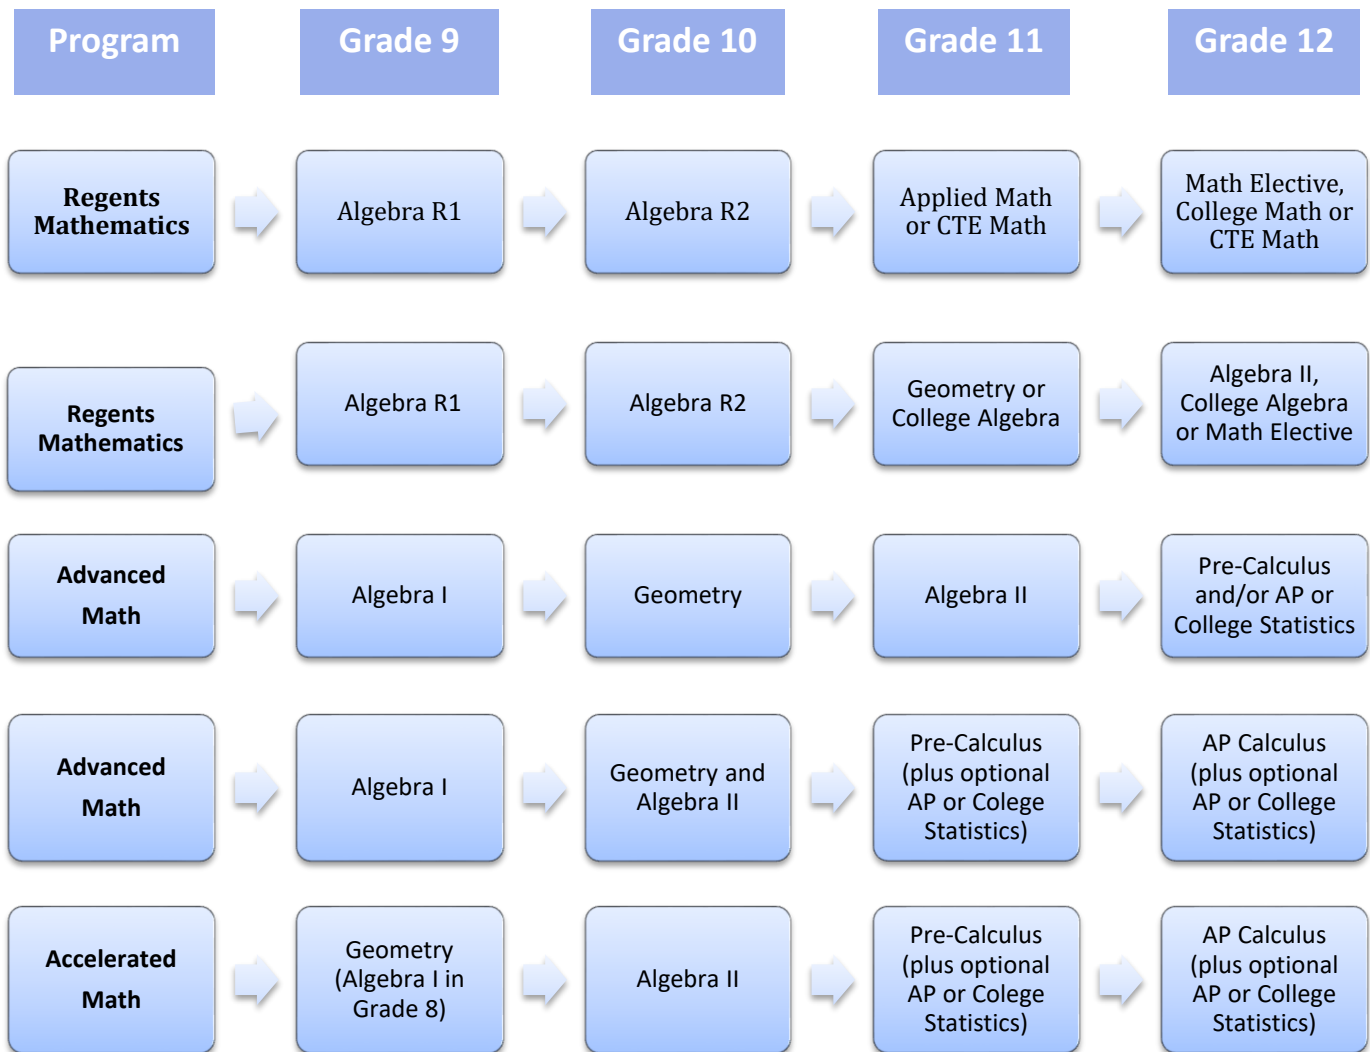 Program
Grade 9
Grade 10
Grade 11
Grade 12
Regents
Mathematics
Algebra R1
Algebra R2
Applied Math
or CTE Math
Math Elective,
College Math or
CTE Math
Regents
Mathematics
Algebra R1
Algebra R2
Geometry or
College Algebra
Algebra II,
College Algebra
or Math Elective
Advanced
Math
Algebra I
Geometry
Algebra II
Pre-Calculus
and/or AP or
College Statistics
Advanced
Math
Algebra I
Geometry and
Algebra II
Pre-Calculus
(plus optional
AP or Colege
Statistics)
AP Calculus
(plus optional
AP or College
Statistics)
Accelerated
Math
Geometry
(Algebra I in
Grade 8)
Algebra II
Pre-Calculus
(plus optional
AP or Colege
Statistics)
AP Calculus
(plus optional
AP or College
Statistics)